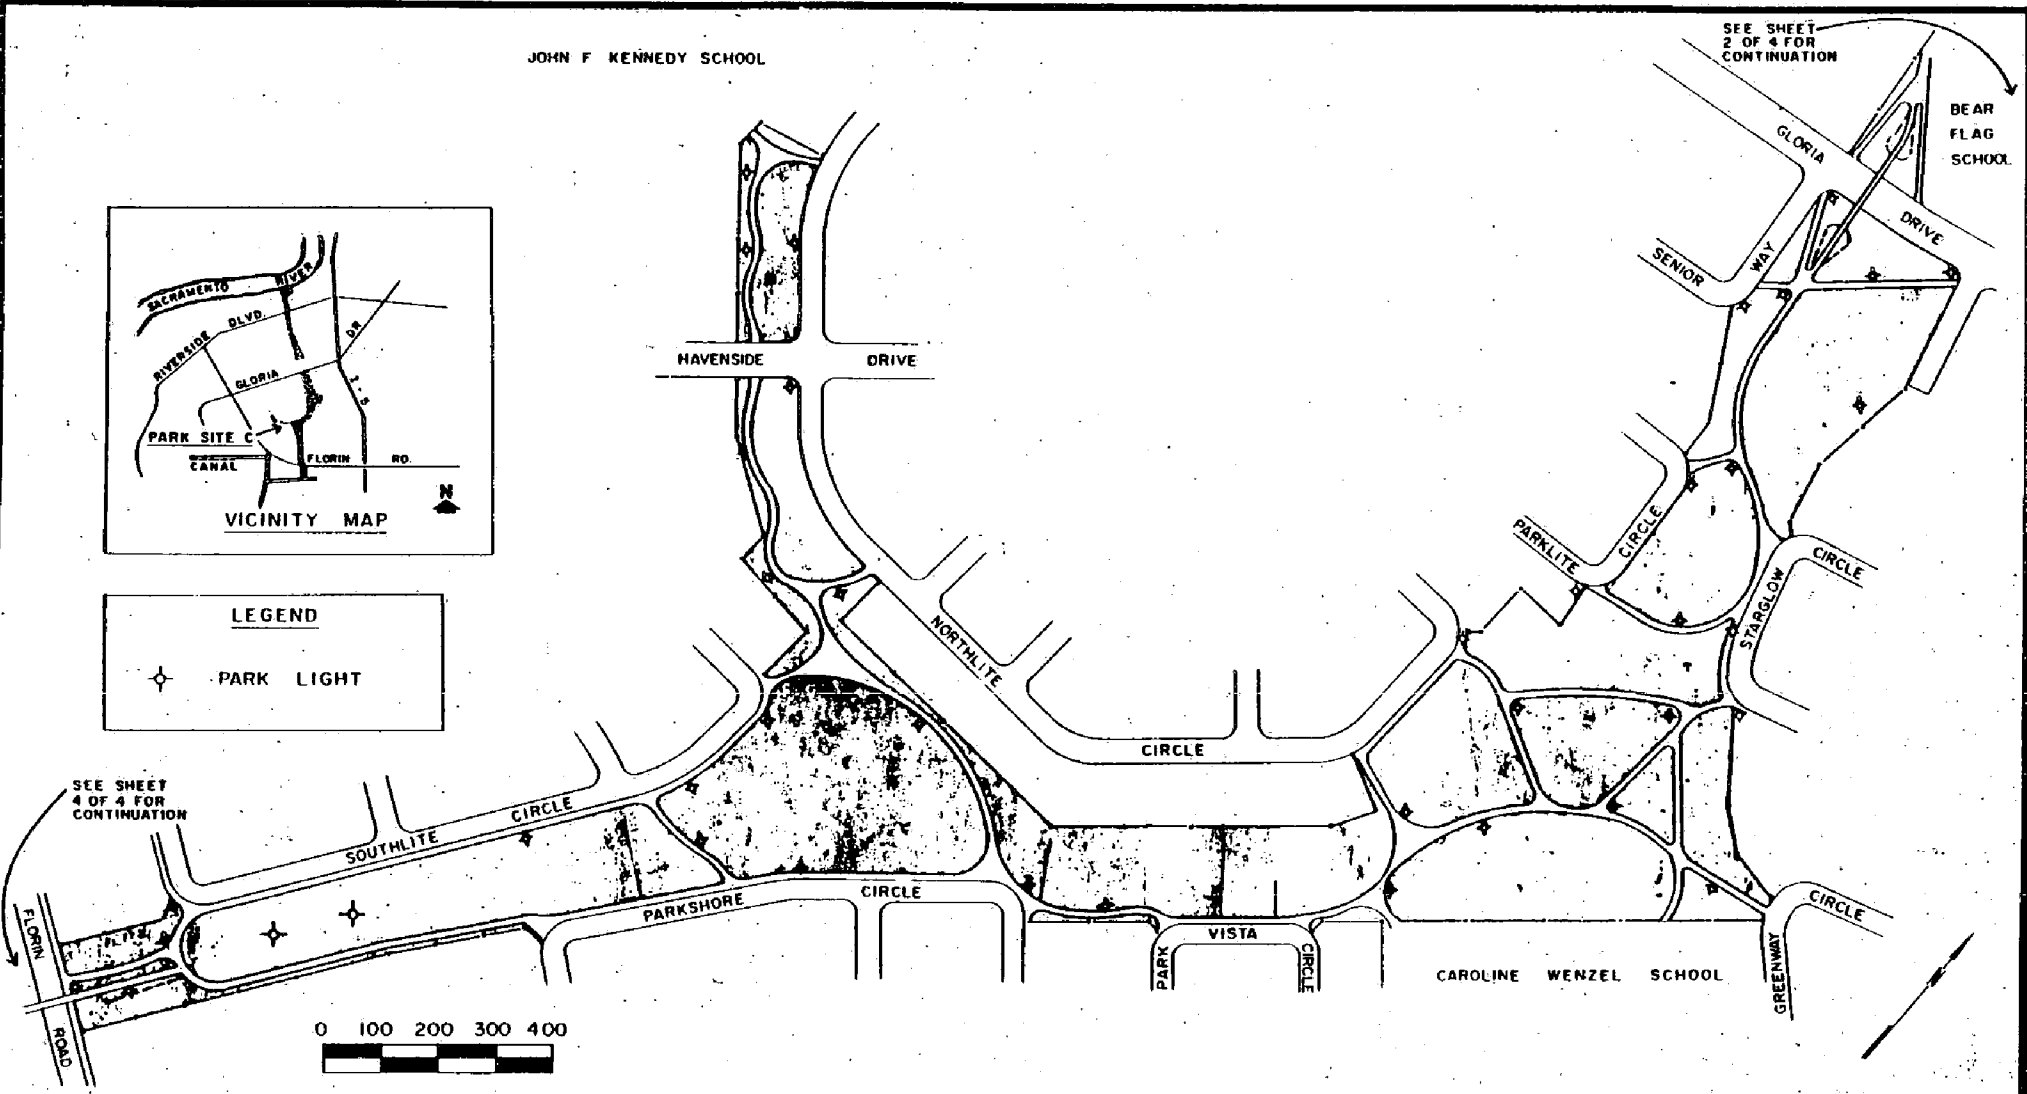 JOHN F KENNEDY SCHOOL
SEE SHEET
2 OF 4 FOR
CONTINUATION
BEAR
FLAG
SCHOOL
GLORIA
DRIVE
SENIOR
WAY
SACRAMENTO
RIVER
RIVERSIDE
BLVD.
DR
GLORIA
I-5
PARK SITE C
CANAL
FLORIN RD.
N
VICINITY MAP
HAVENSIDE DRIVE
LEGEND
PARK LIGHT
PARKLITE
CIRCLE
CIRCLE
STARGLOW
NORTHLITE
CIRCLE
SEE SHEET
4 OF 4 FOR
CONTINUATION
SOUTHLITE CIRCLE
PARKSHORE CIRCLE
VISTA
PARK
CIRCLE
CAROLINE WENZEL SCHOOL
CIRCLE
GREENWAY
FLORIN
ROAD
0 100 200 300 400